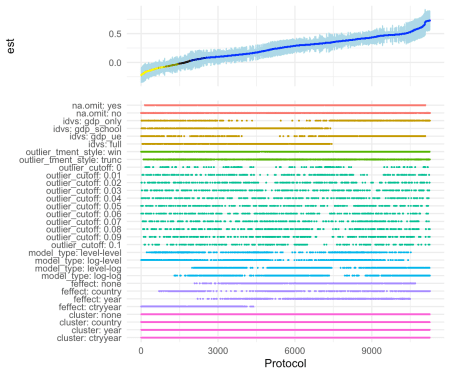 est
0.5
0.0
na.omit: yes
na.omit: no
idvs: gdp_only
idvs: gdp_school
idvs: gdp_ue
idvs: full
outlier_tment_style: win
outlier_tment_style: trunc
outlier_cutoff: 0
outlier_cutoff: 0.01
outlier_cutoff: 0.02
outlier_cutoff: 0.03
outlier_cutoff: 0.04
outlier_cutoff: 0.05
outlier_cutoff: 0.06
outlier_cutoff: 0.07
outlier_cutoff: 0.08
outlier_cutoff: 0.09
outlier_cutoff: 0.1
model_type: level-level
model_type: log-level
model_type: level-log
model_type: log-log
feffect: none
feffect: country
feffect: year
feffect: ctryyear
cluster: none
cluster: country
cluster: year
cluster: ctryyear
0 3000 6000 9000
Protocol